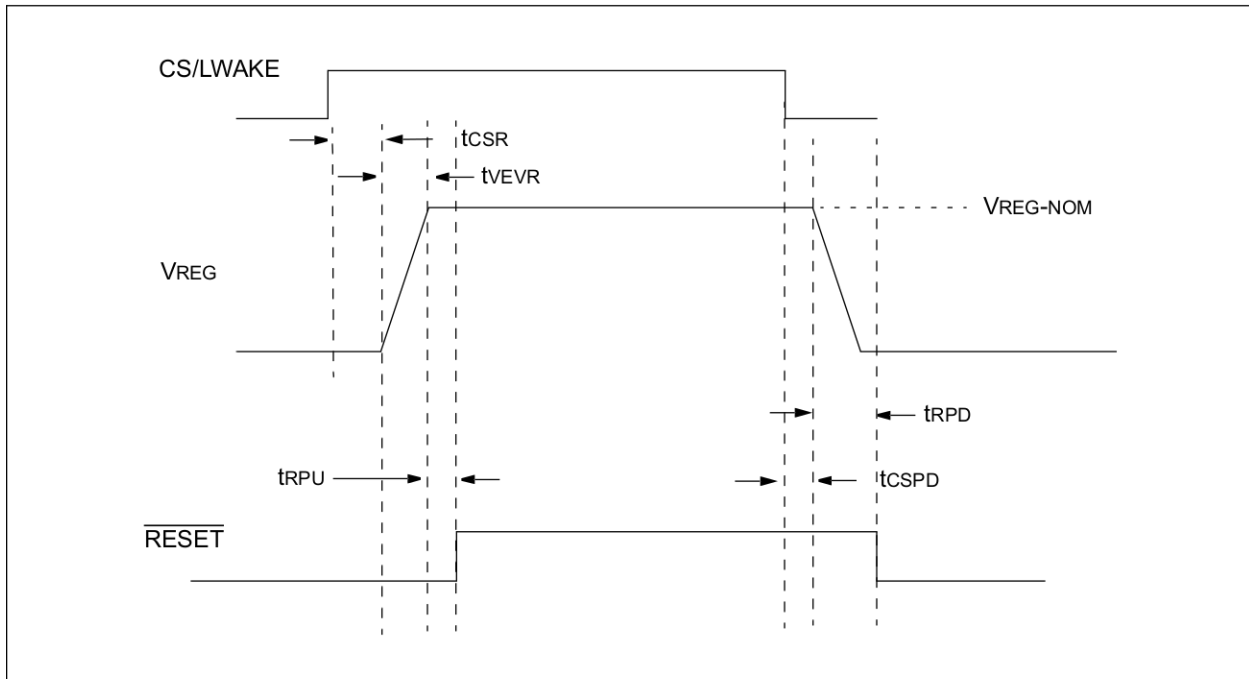 CS/LWAKE
tCSR
tVEVR
VREG-NOM
VREG
tRPD
tRPU
tCSPD
RESET